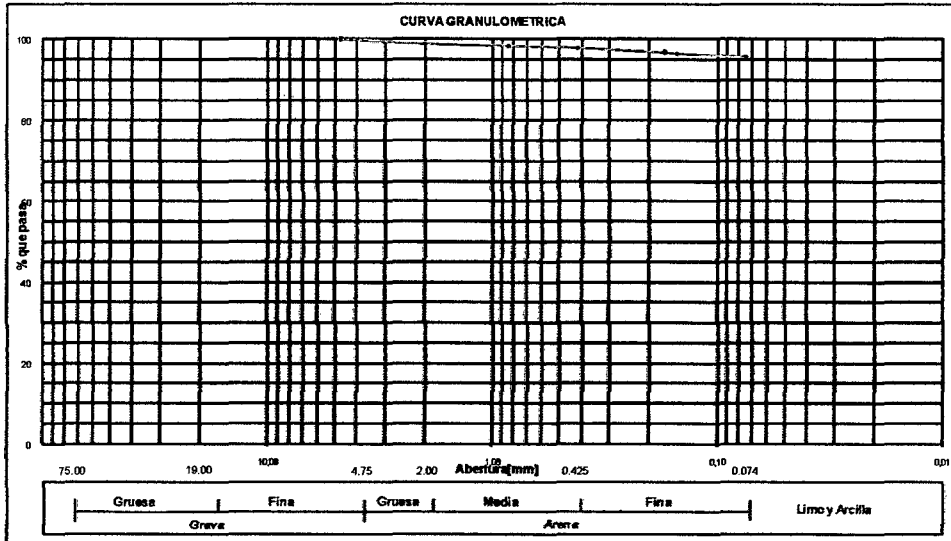 CURVA GRANULOMETRICA
% que pasa
100
80
60
40
20
0
10,00 1,00 0,10 0,01
75.00 19.00 4.75 2.00 Abertura[mm] 0.425 0.074
Gruesa Fina Gruesa Media Fina Limo y Arcilla
Grava Arena